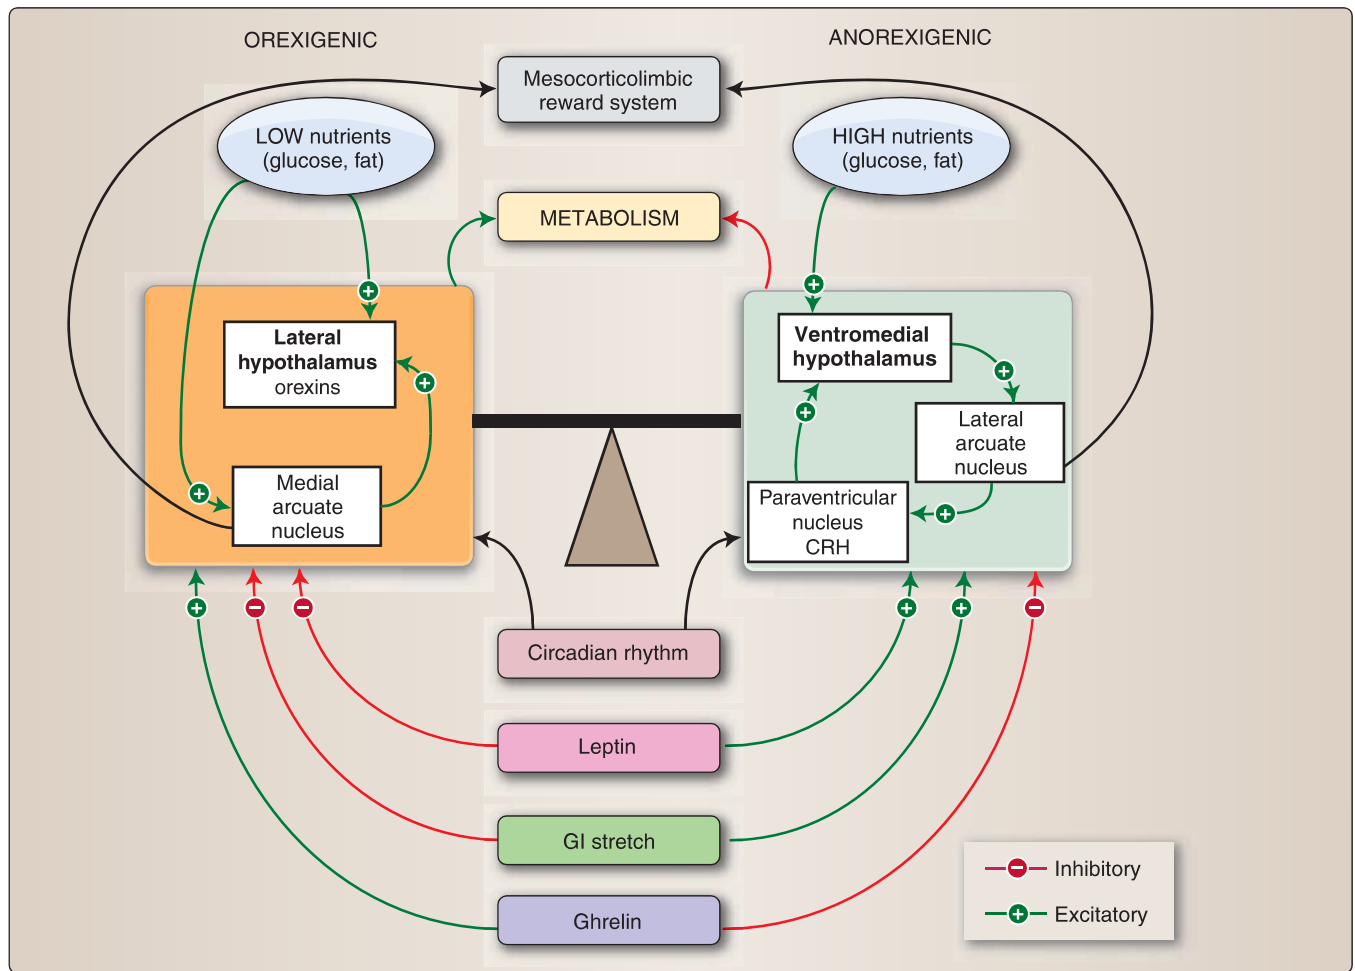 OREXIGENIC
ANOREXIGENIC
Mesocorticolimbic
reward system
LOW nutrients
(glucose, fat)
HIGH nutrients
(glucose, fat)
METABOLISM
Lateral
hypothalamus
orexins
Medial
arcuate
nucleus
Ventromedial
hypothalamus
Lateral
arcuate
nucleus
Paraventricular
nucleus
CRH
Circadian rhythm
Leptin
GI stretch
Ghrelin
Inhibitory
Excitatory